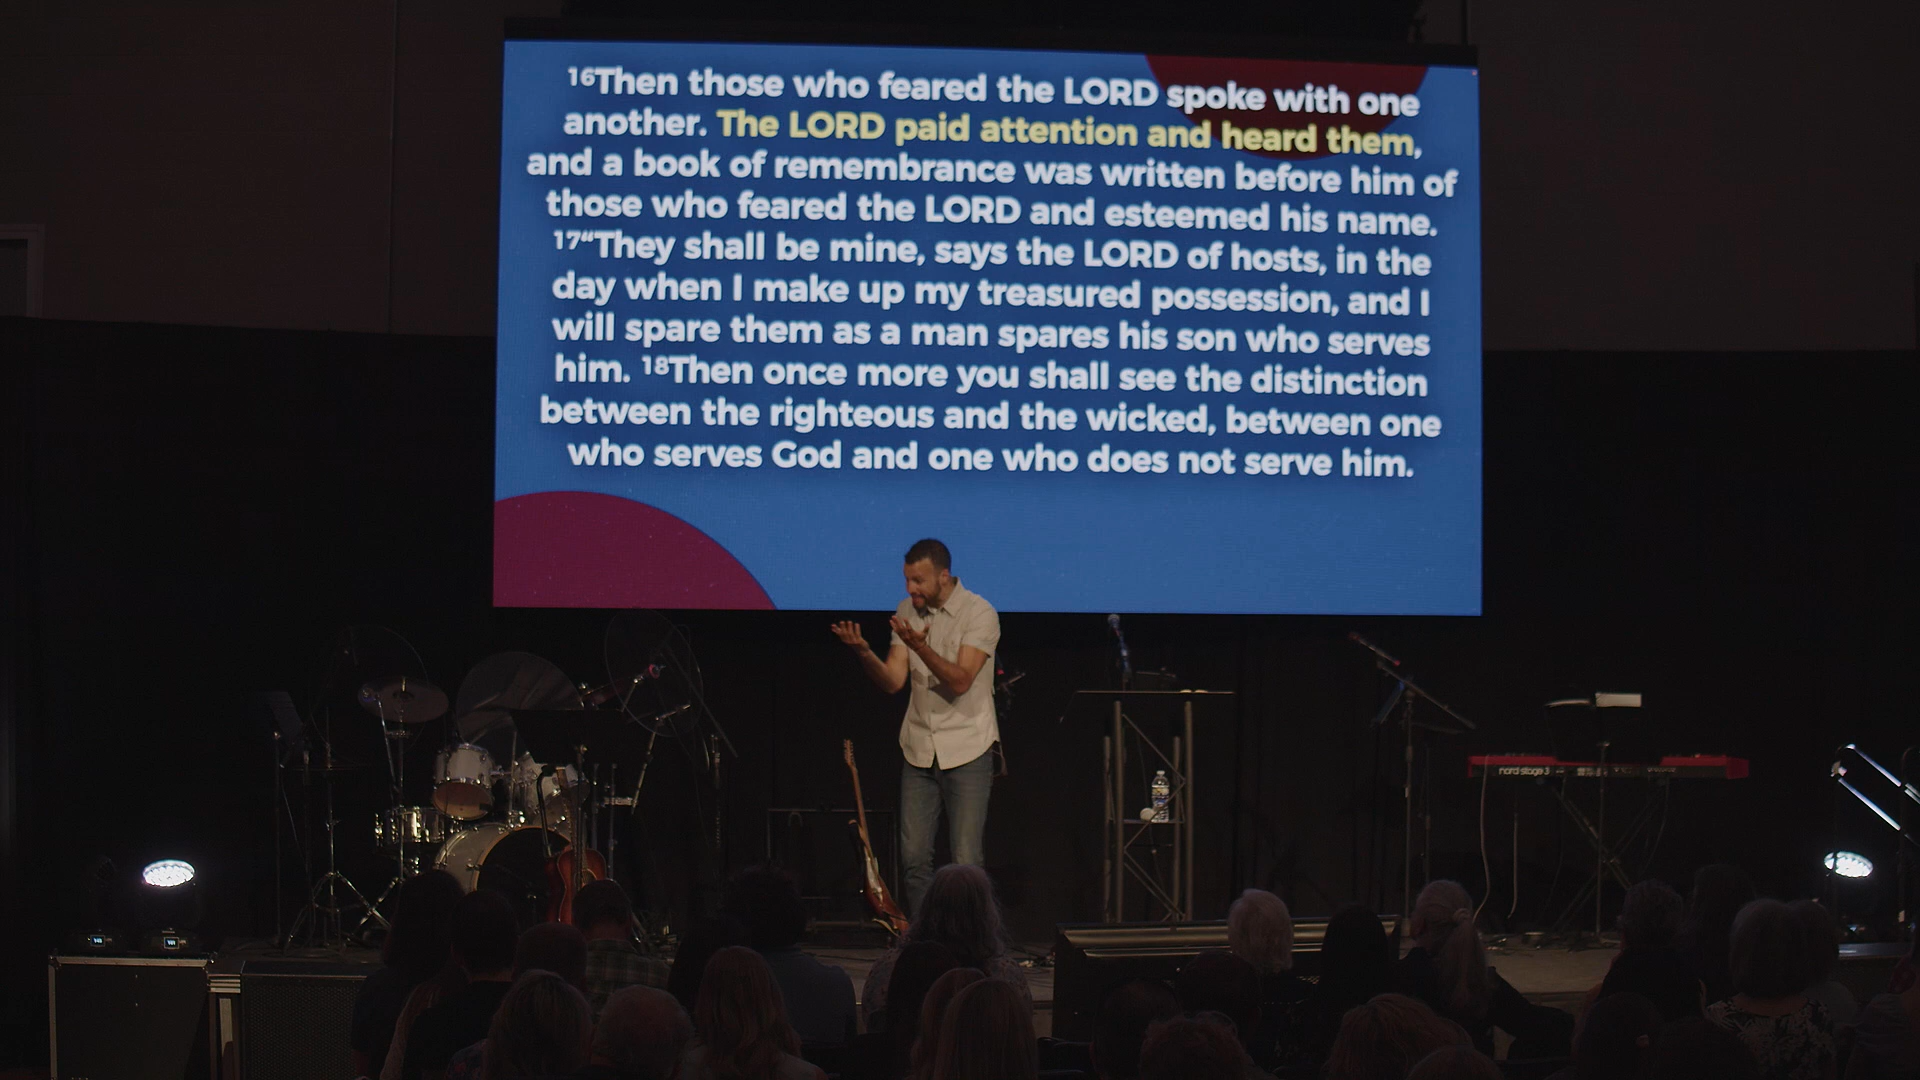 ¹⁶Then those who feared the LORD spoke with one
another. The LORD paid attention and heard them,
and a book of remembrance was written before him of
those who feared the LORD and esteemed his name.
¹⁷“They shall be mine, says the LORD of hosts, in the
day when I make up my treasured possession, and I
will spare them as a man spares his son who serves
him. ¹⁸Then once more you shall see the distinction
between the righteous and the wicked, between one
who serves God and one who does not serve him.
nord stage 3